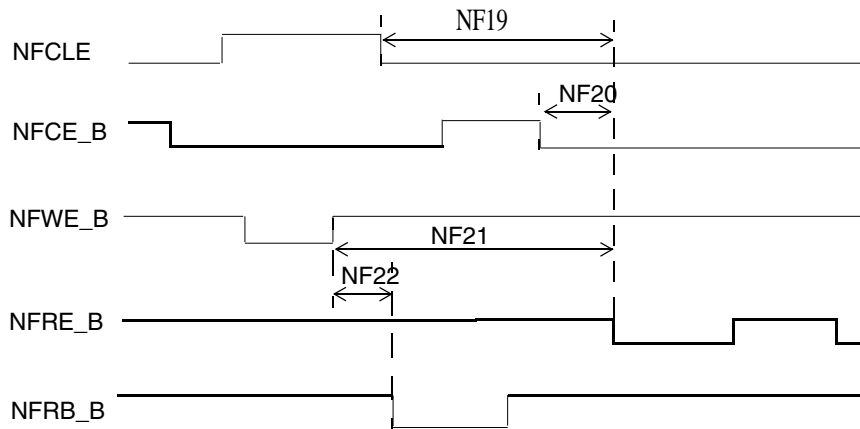 NF19
NFCLE
NF20
NFCE_B
NFWE_B
NF21
NF22
NFRE_B
NFRB_B